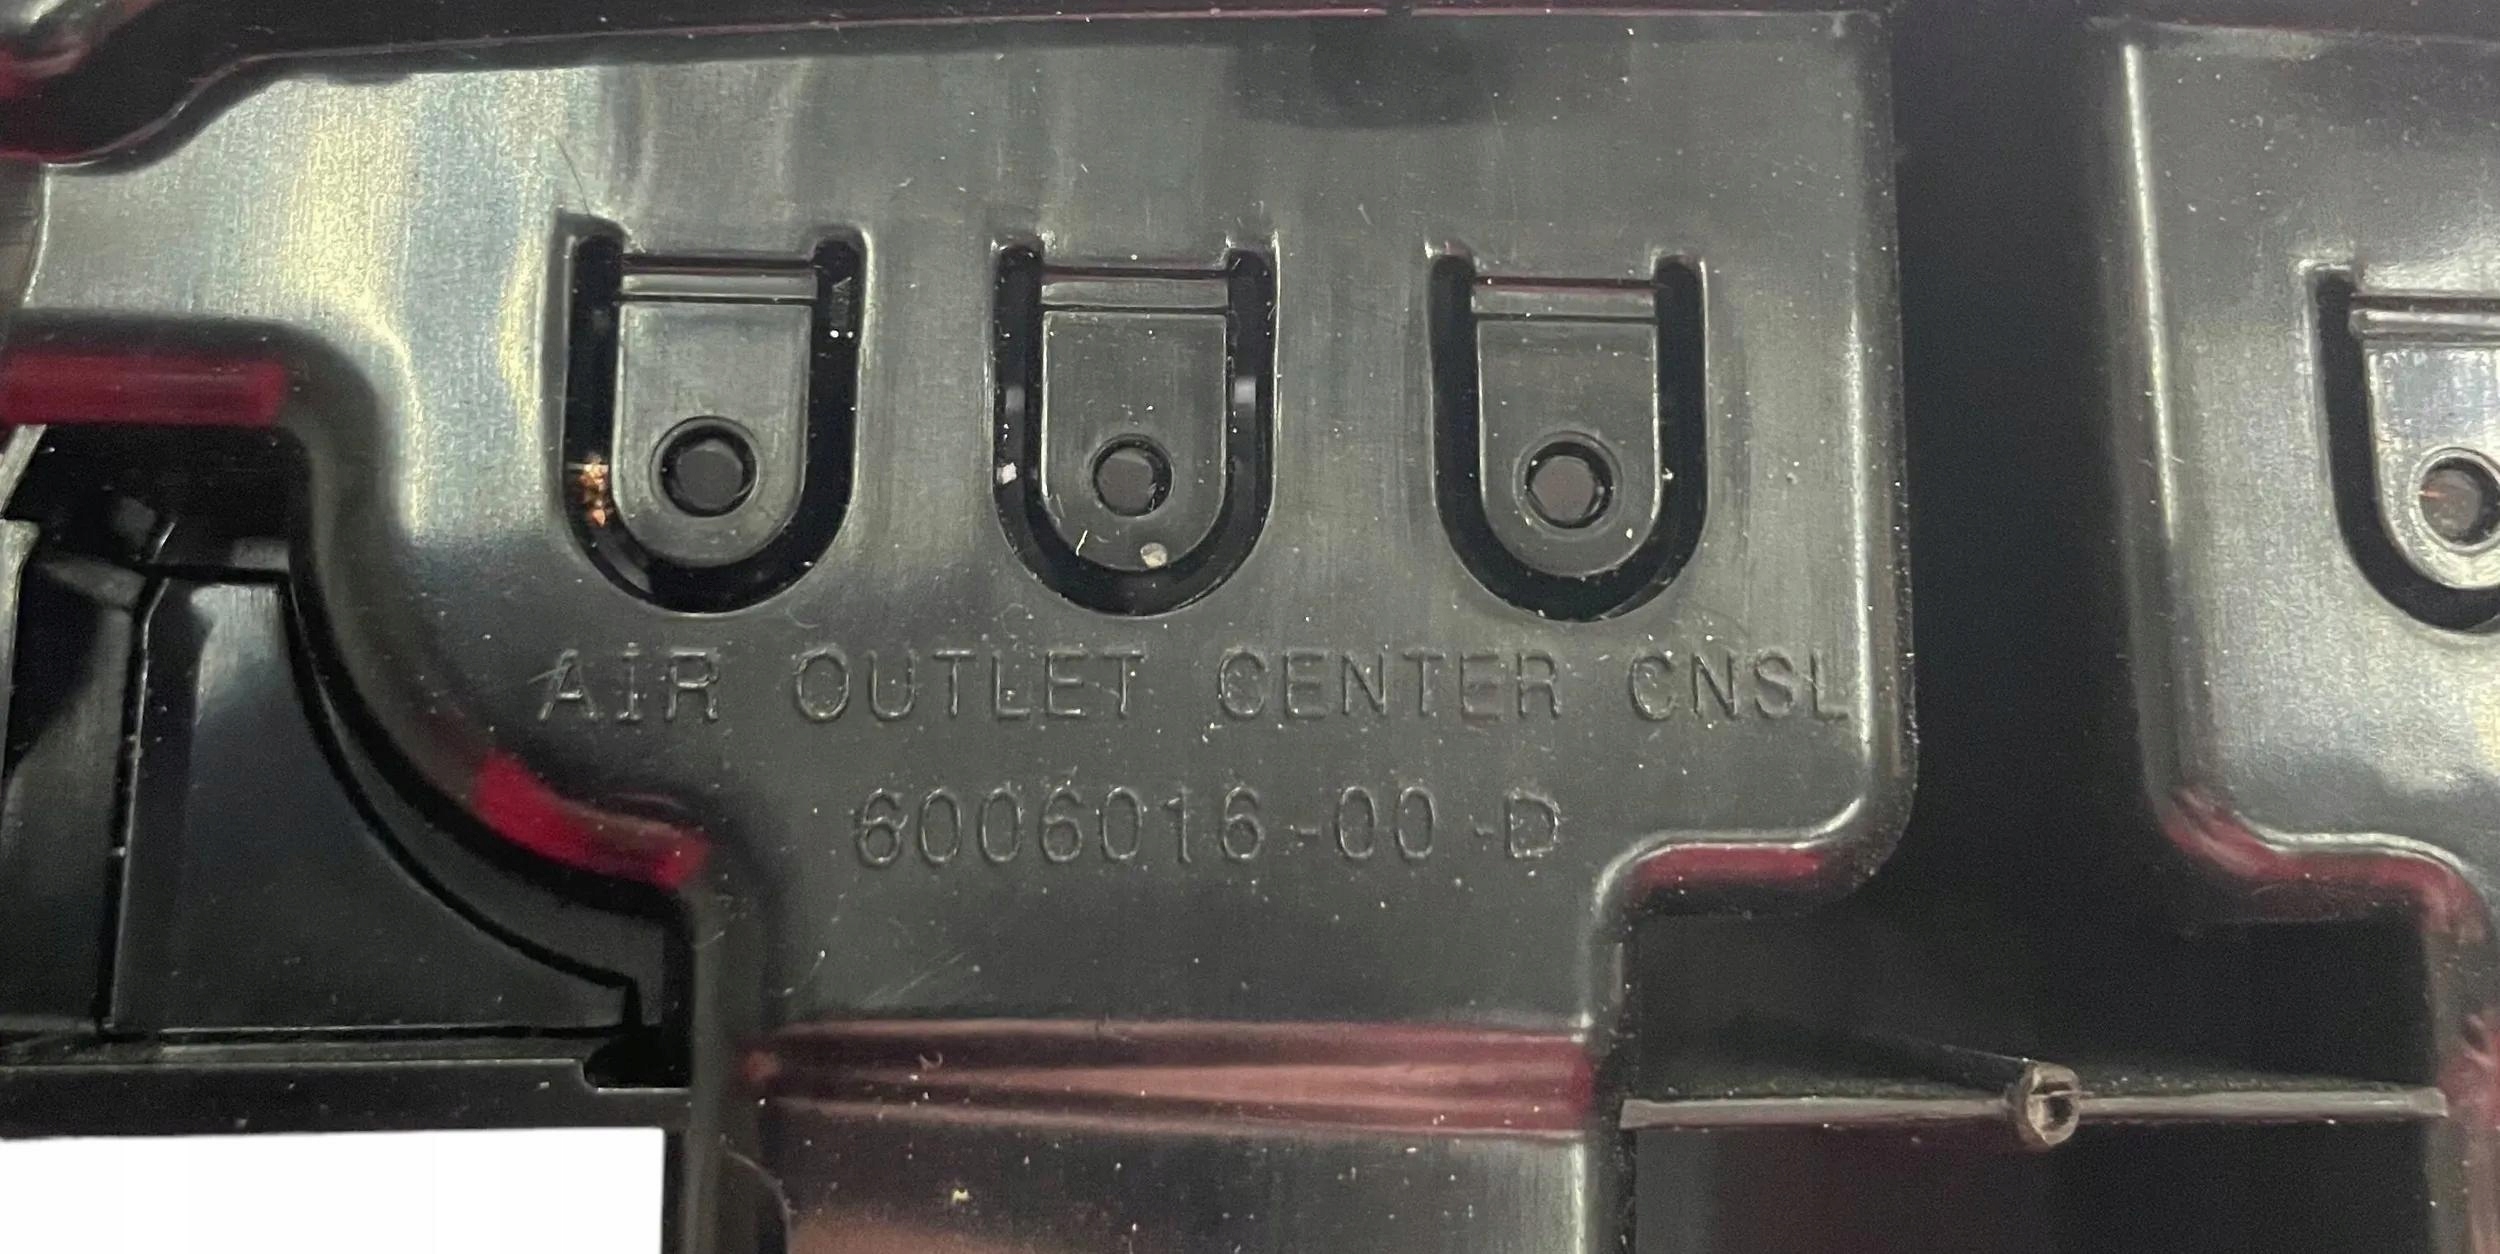 AIR OUTLET CENTER CNSL
6006016-00-D